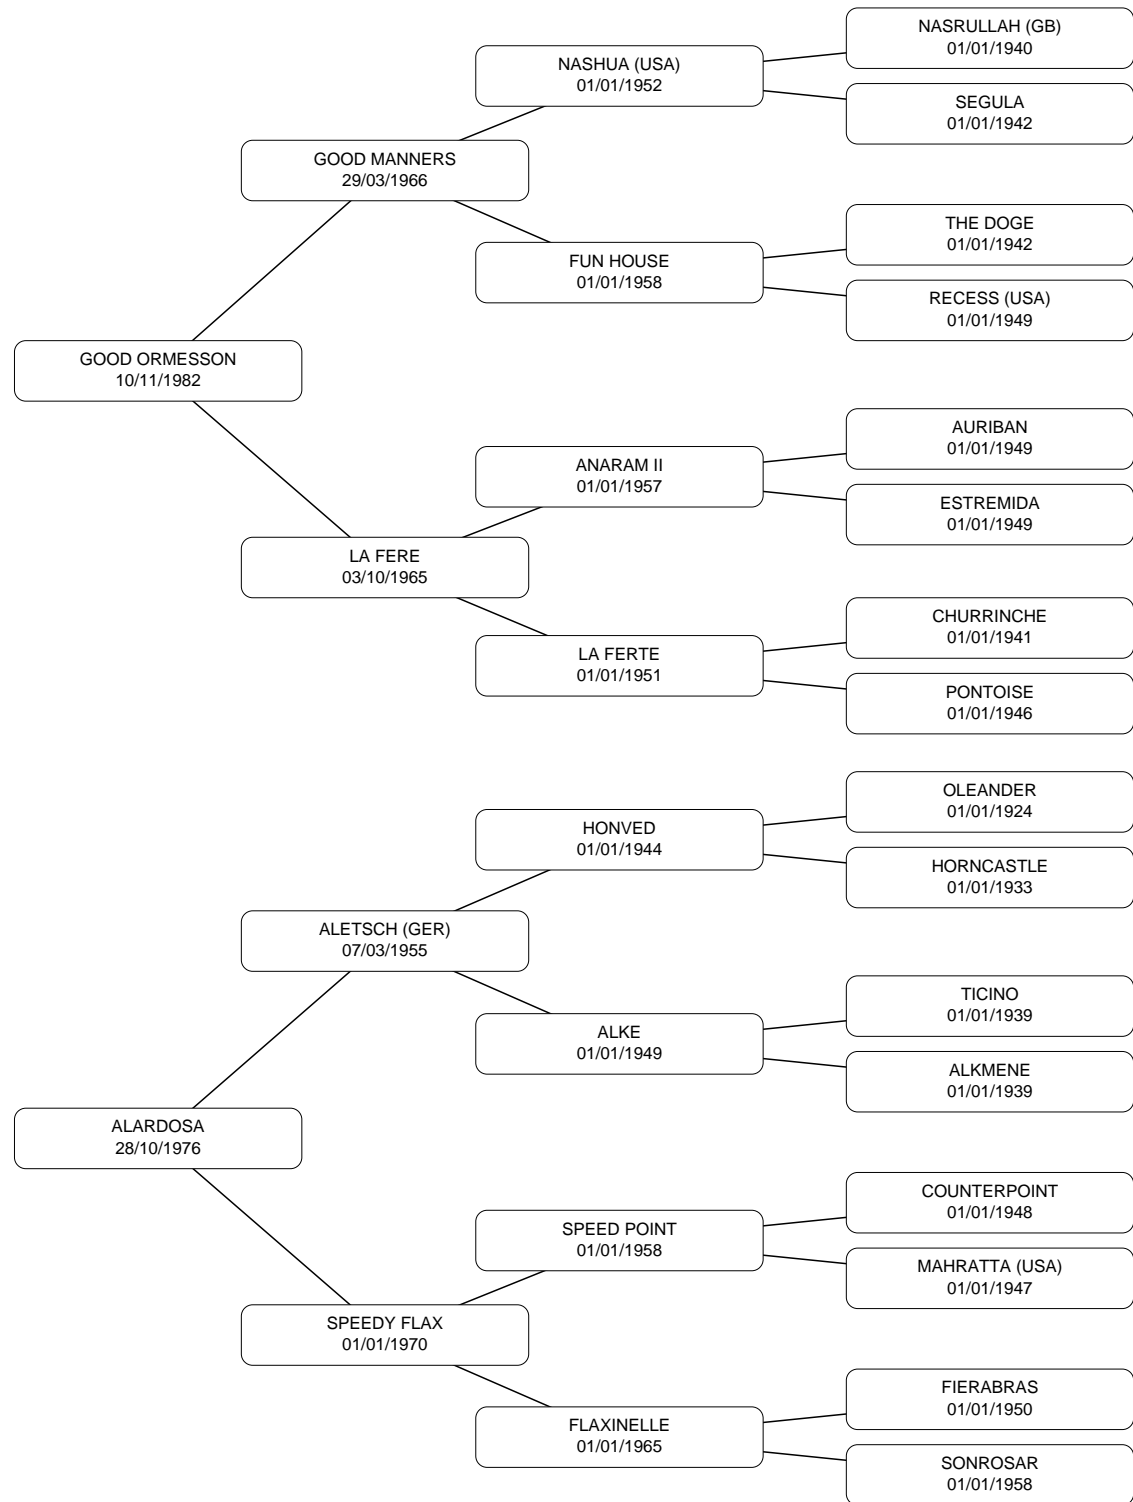 NASRULLAH (GB)
01/01/1940
NASHUA (USA)
01/01/1952
SEGULA
01/01/1942
GOOD MANNERS
29/03/1966
THE DOGE
01/01/1942
FUN HOUSE
01/01/1958
RECESS (USA)
01/01/1949
GOOD ORMESSON
10/11/1982
AURIBAN
01/01/1949
ANARAM II
01/01/1957
ESTREMIDA
01/01/1949
LA FERE
03/10/1965
CHURRINCHE
01/01/1941
LA FERTE
01/01/1951
PONTOISE
01/01/1946
OLEANDER
01/01/1924
HONVED
01/01/1944
HORNCASTLE
01/01/1933
ALETSCH (GER)
07/03/1955
TICINO
01/01/1939
ALKE
01/01/1949
ALKMENE
01/01/1939
ALARDOSA
28/10/1976
COUNTERPOINT
01/01/1948
SPEED POINT
01/01/1958
MAHRATTA (USA)
01/01/1947
SPEEDY FLAX
01/01/1970
FIERABRAS
01/01/1950
FLAXINELLE
01/01/1965
SONROSAR
01/01/1958